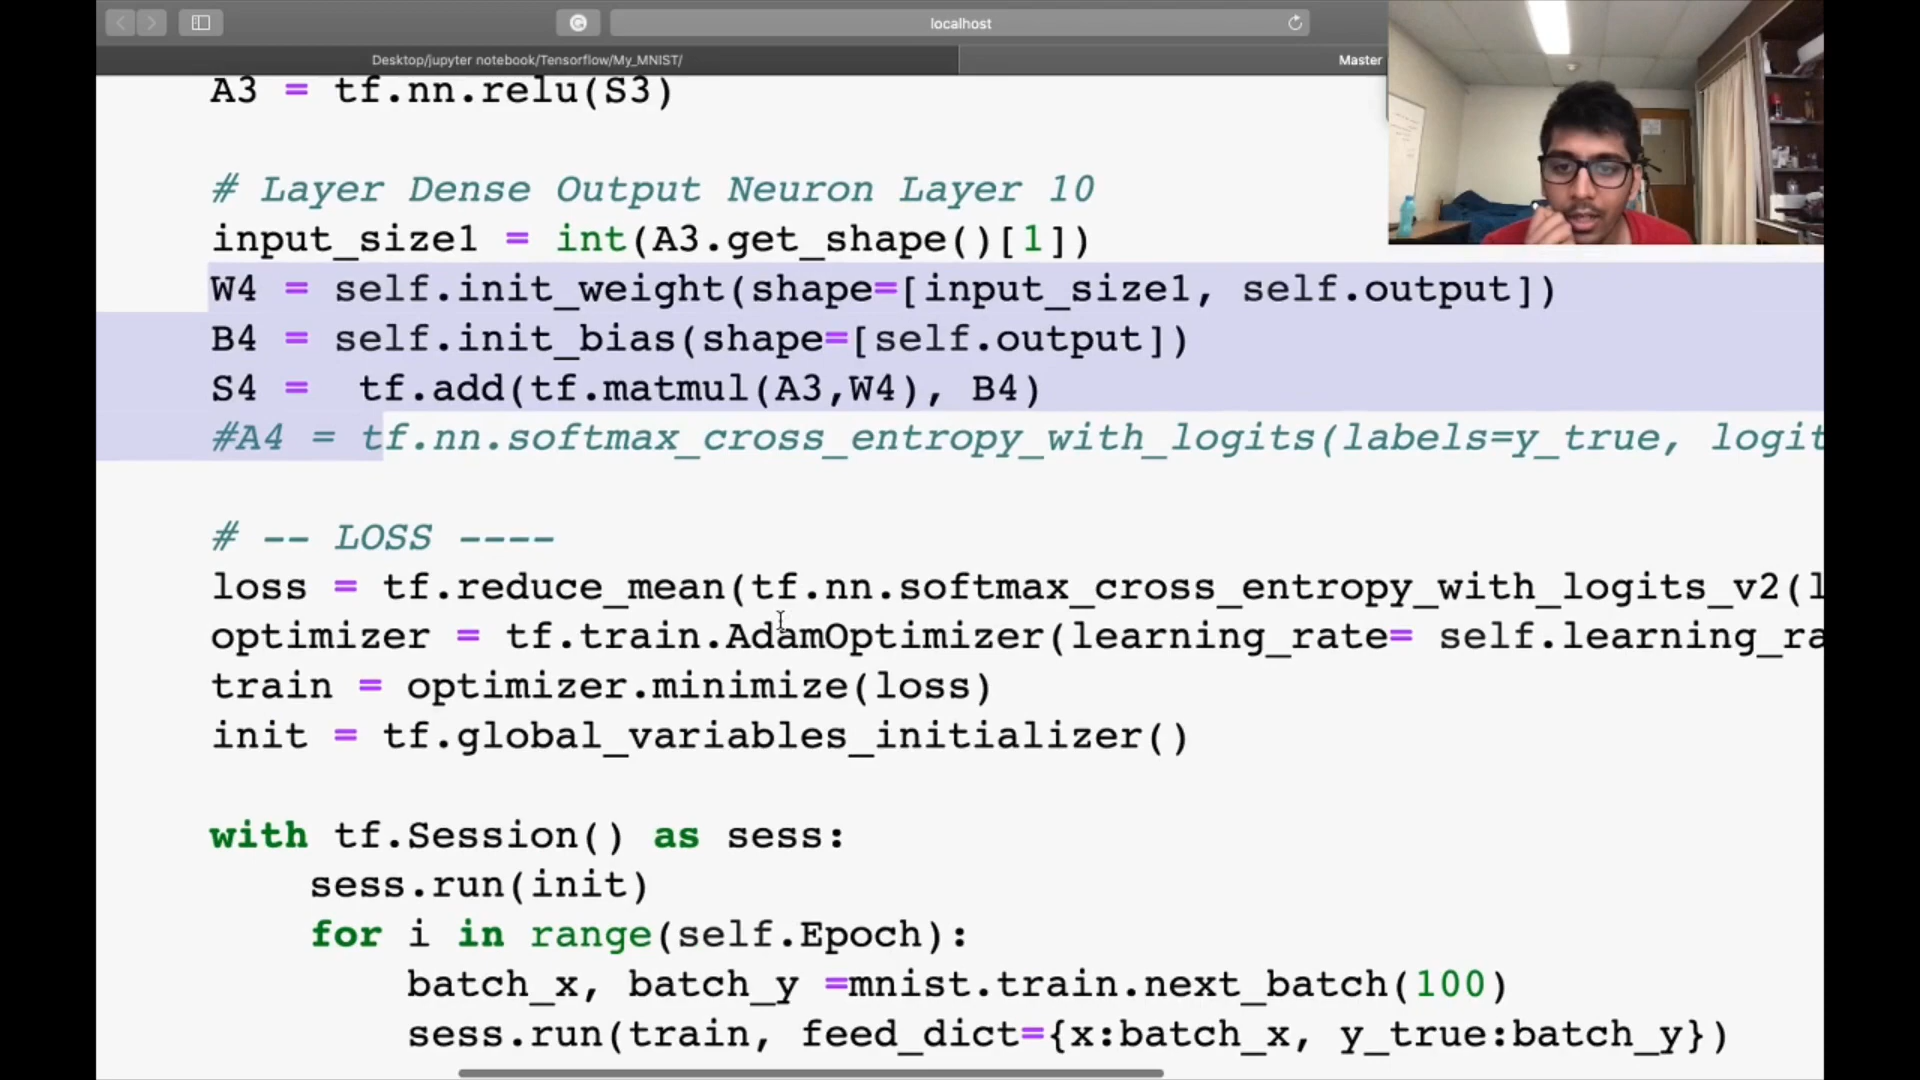 localhost
Desktop/jupyter notebook/Tensorflow/My_MNIST/
Master
A3 = tf.nn.relu(S3)
# Layer Dense Output Neuron Layer 10
input_size1 = int(A3.get_shape()[1])
W4 = self.init_weight(shape=[input_size1, self.output])
B4 = self.init_bias(shape=[self.output])
S4 =  tf.add(tf.matmul(A3,W4), B4)
#A4 = tf.nn.softmax_cross_entropy_with_logits(labels=y_true, logit
# -- LOSS ----
loss = tf.reduce_mean(tf.nn.softmax_cross_entropy_with_logits_v2(l
optimizer = tf.train.AdamOptimizer(learning_rate= self.learning_ra
train = optimizer.minimize(loss)
init = tf.global_variables_initializer()
with tf.Session() as sess:
sess.run(init)
for i in range(self.Epoch):
batch_x, batch_y =mnist.train.next_batch(100)
sess.run(train, feed_dict={x:batch_x, y_true:batch_y})